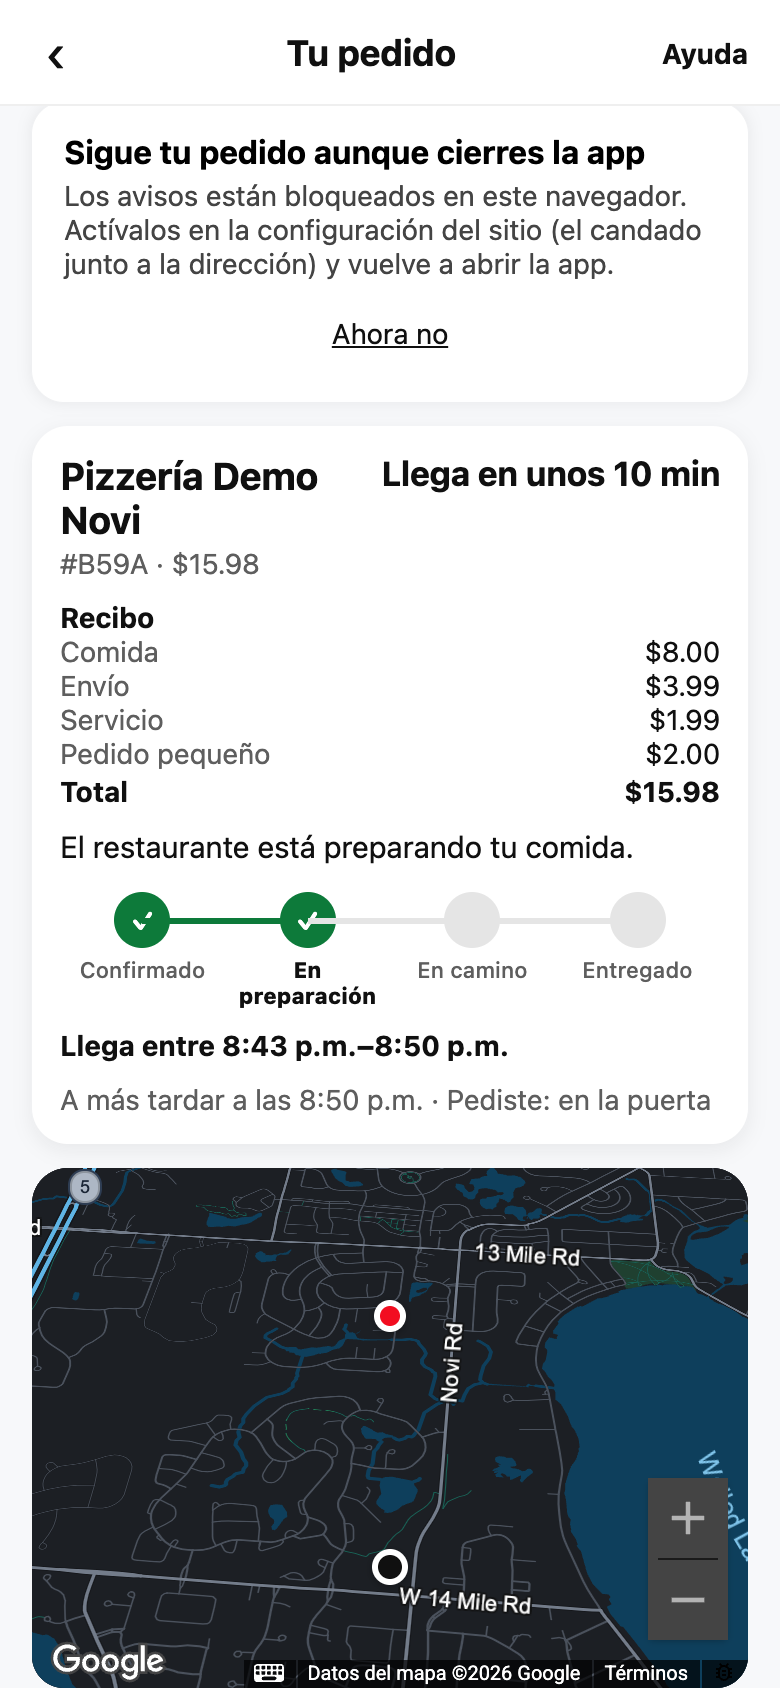 Tu pedido
Ayuda
Sigue tu pedido aunque cierres la app
Los avisos están bloqueados en este navegador.
Actívalos en la configuración del sitio (el candado
junto a la dirección) y vuelve a abrir la app.
Ahora no
Pizzería Demo
Novi
Llega en unos 10 min
#B59A · $15.98
Recibo
Comida $8.00
Envío $3.99
Servicio $1.99
Pedido pequeño $2.00
Total $15.98
El restaurante está preparando tu comida.
Confirmado
En
preparación
En camino
Entregado
Llega entre 8:43 p.m.–8:50 p.m.
A más tardar a las 8:50 p.m. · Pediste: en la puerta
5
d
13 Mile Rd
Novi Rd
W 14 Mile Rd
Google
Datos del mapa ©2026 Google
Términos